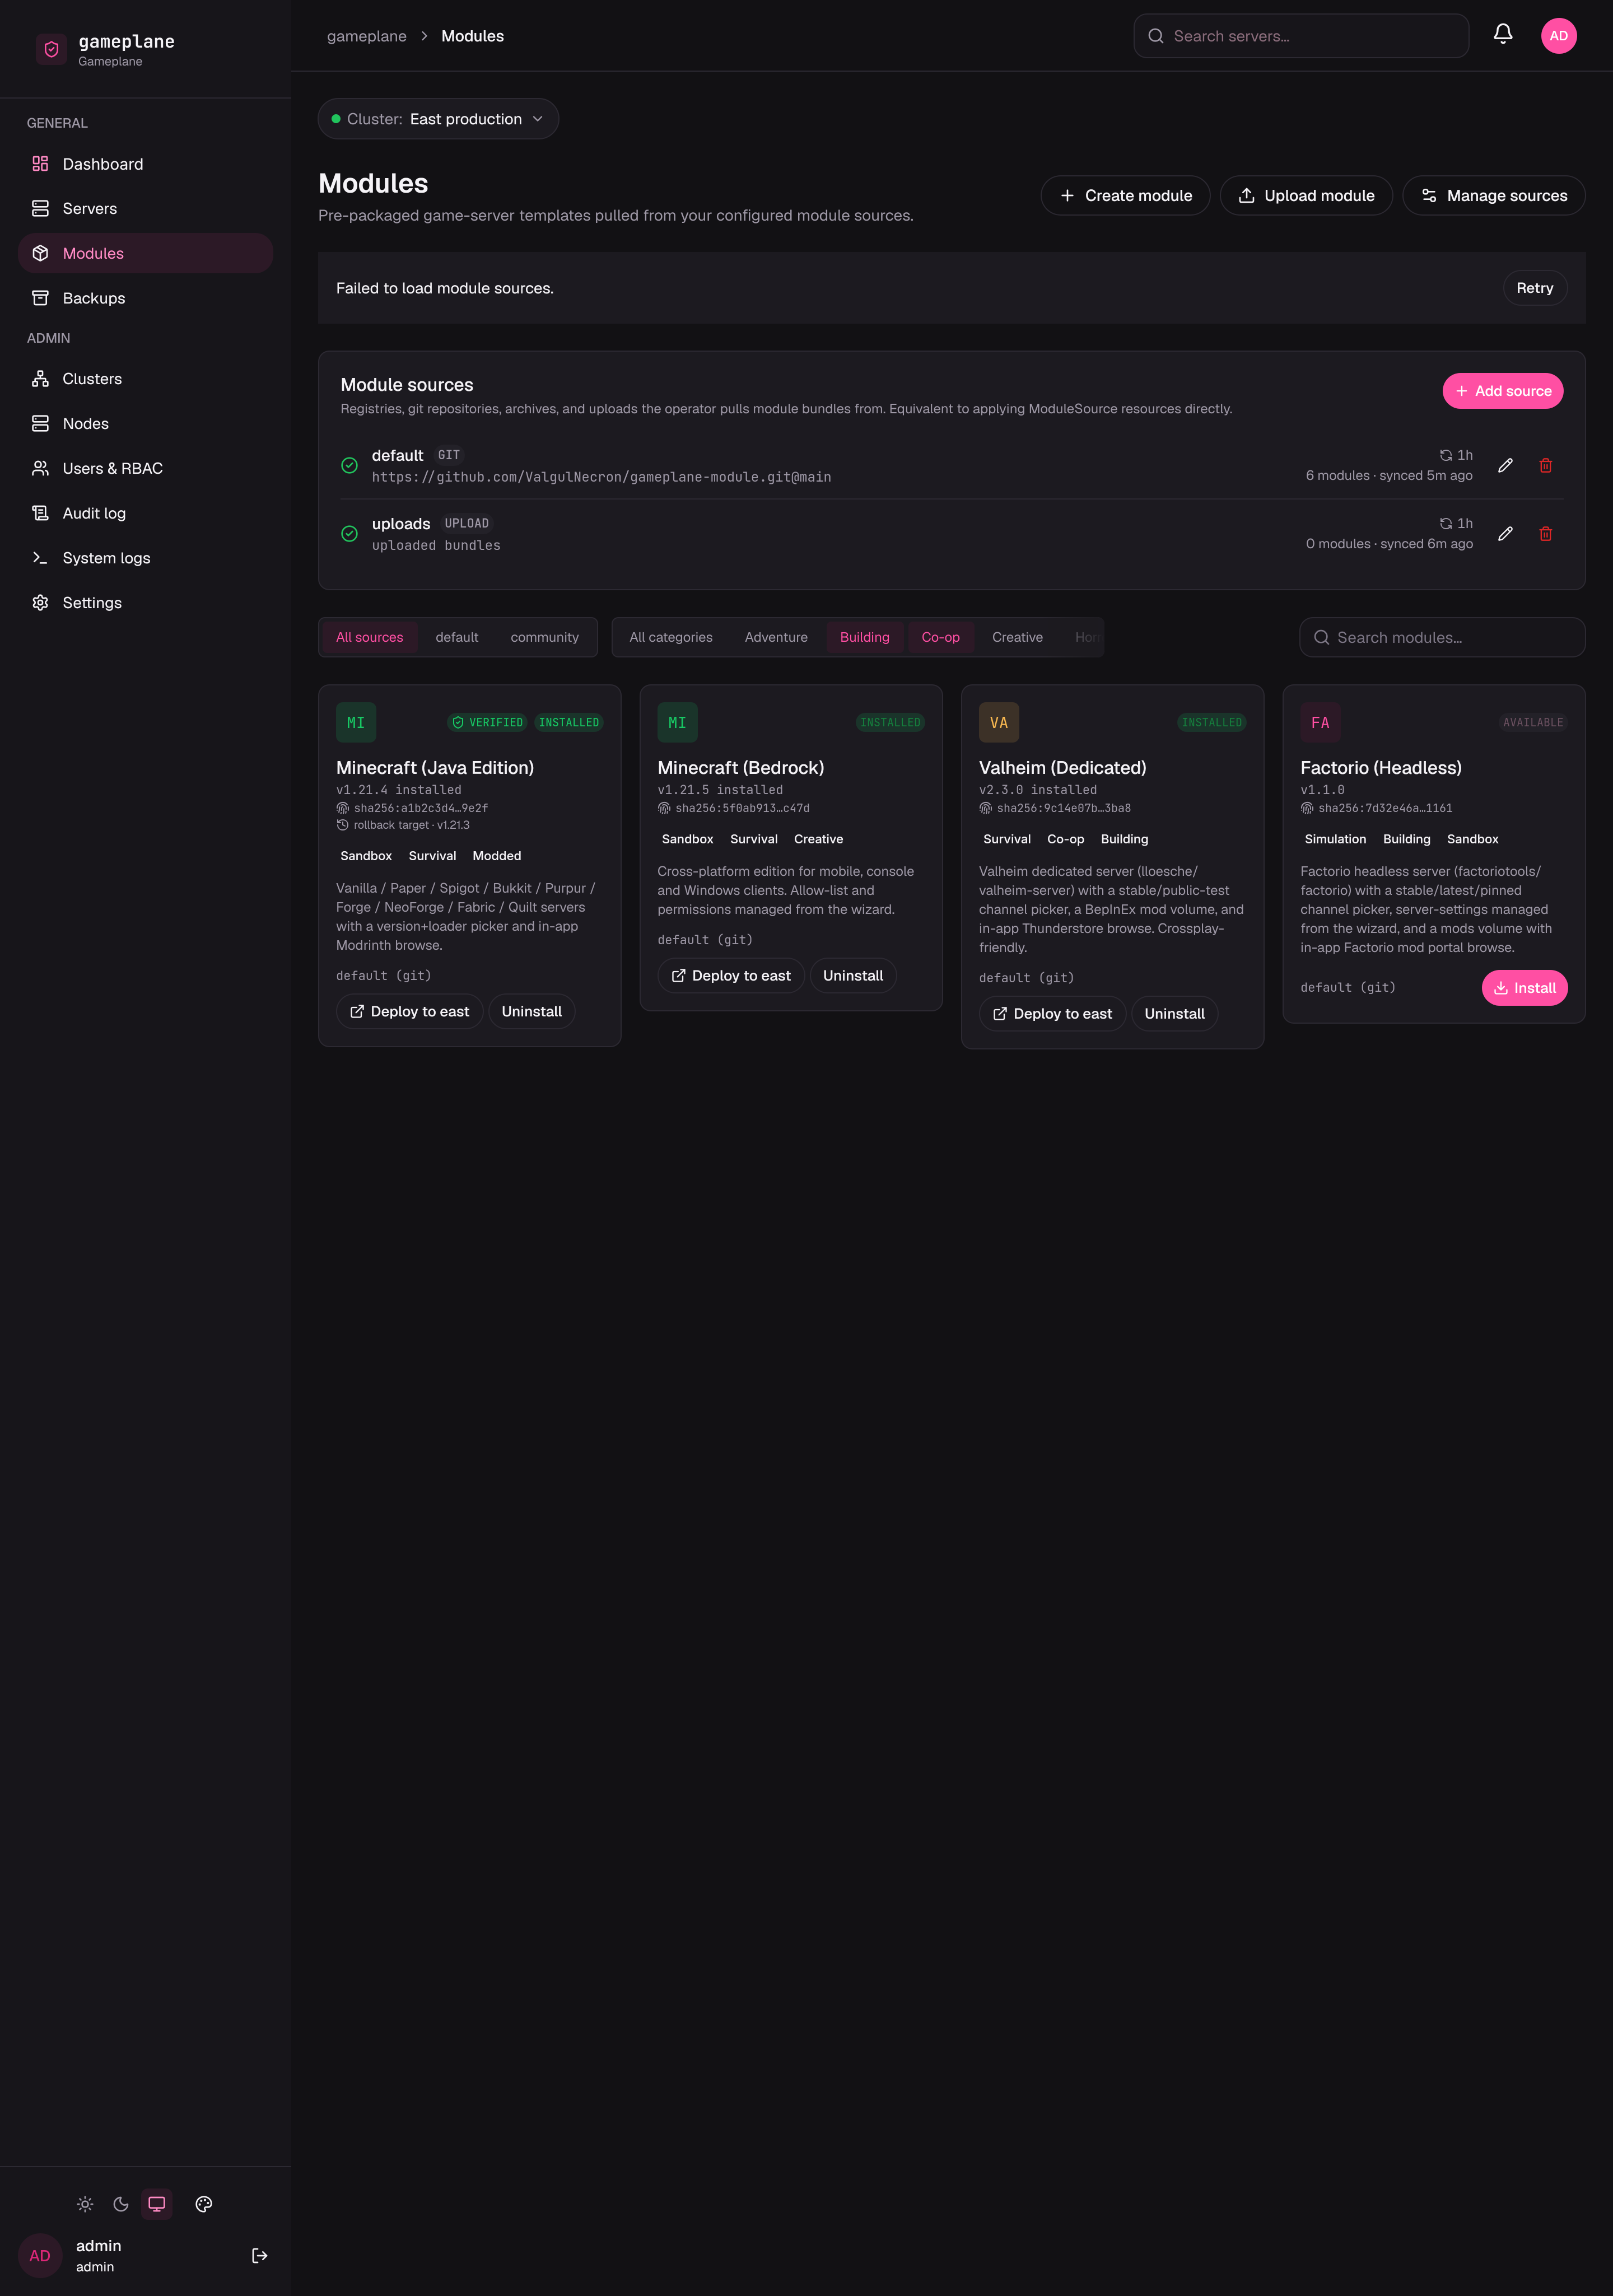 gameplane
Gameplane
GENERAL
Dashboard
Servers
Modules
Backups
ADMIN
Clusters
Nodes
Users & RBAC
Audit log
System logs
Settings
AD
admin
admin
gameplane
Modules
Search servers…
AD
Cluster: East production
Modules
Pre-packaged game-server templates pulled from your configured module sources.
Create module
Upload module
Manage sources
Failed to load module sources.
Retry
Module sources
Registries, git repositories, archives, and uploads the operator pulls module bundles from. Equivalent to applying ModuleSource resources directly.
Add source
default GIT
https://github.com/ValgulNecron/gameplane-module.git@main
1h
6 modules · synced 5m ago
uploads UPLOAD
uploaded bundles
1h
0 modules · synced 6m ago
All sources default community
All categories Adventure Building Co-op Creative
Search modules…
MI VERIFIED INSTALLED
Minecraft (Java Edition)
v1.21.4 installed
sha256:a1b2c3d4…9e2f
rollback target · v1.21.3
Sandbox Survival Modded
Vanilla / Paper / Spigot / Bukkit / Purpur /
Forge / NeoForge / Fabric / Quilt servers
with a version+loader picker and in-app
Modrinth browse.
default (git)
Deploy to east Uninstall
MI INSTALLED
Minecraft (Bedrock)
v1.21.5 installed
sha256:5f0ab913…c47d
Sandbox Survival Creative
Cross-platform edition for mobile, console
and Windows clients. Allow-list and
permissions managed from the wizard.
default (git)
Deploy to east Uninstall
VA INSTALLED
Valheim (Dedicated)
v2.3.0 installed
sha256:9c14e07b…3ba8
Survival Co-op Building
Valheim dedicated server (lloesche/
valheim-server) with a stable/public-test
channel picker, a BepInEx mod volume, and
in-app Thunderstore browse. Crossplay-
friendly.
default (git)
Deploy to east Uninstall
FA AVAILABLE
Factorio (Headless)
v1.1.0
sha256:7d32e46a…1161
Simulation Building Sandbox
Factorio headless server (factoriotools/
factorio) with a stable/latest/pinned
channel picker, server-settings managed
from the wizard, and a mods volume with
in-app Factorio mod portal browse.
default (git)
Install